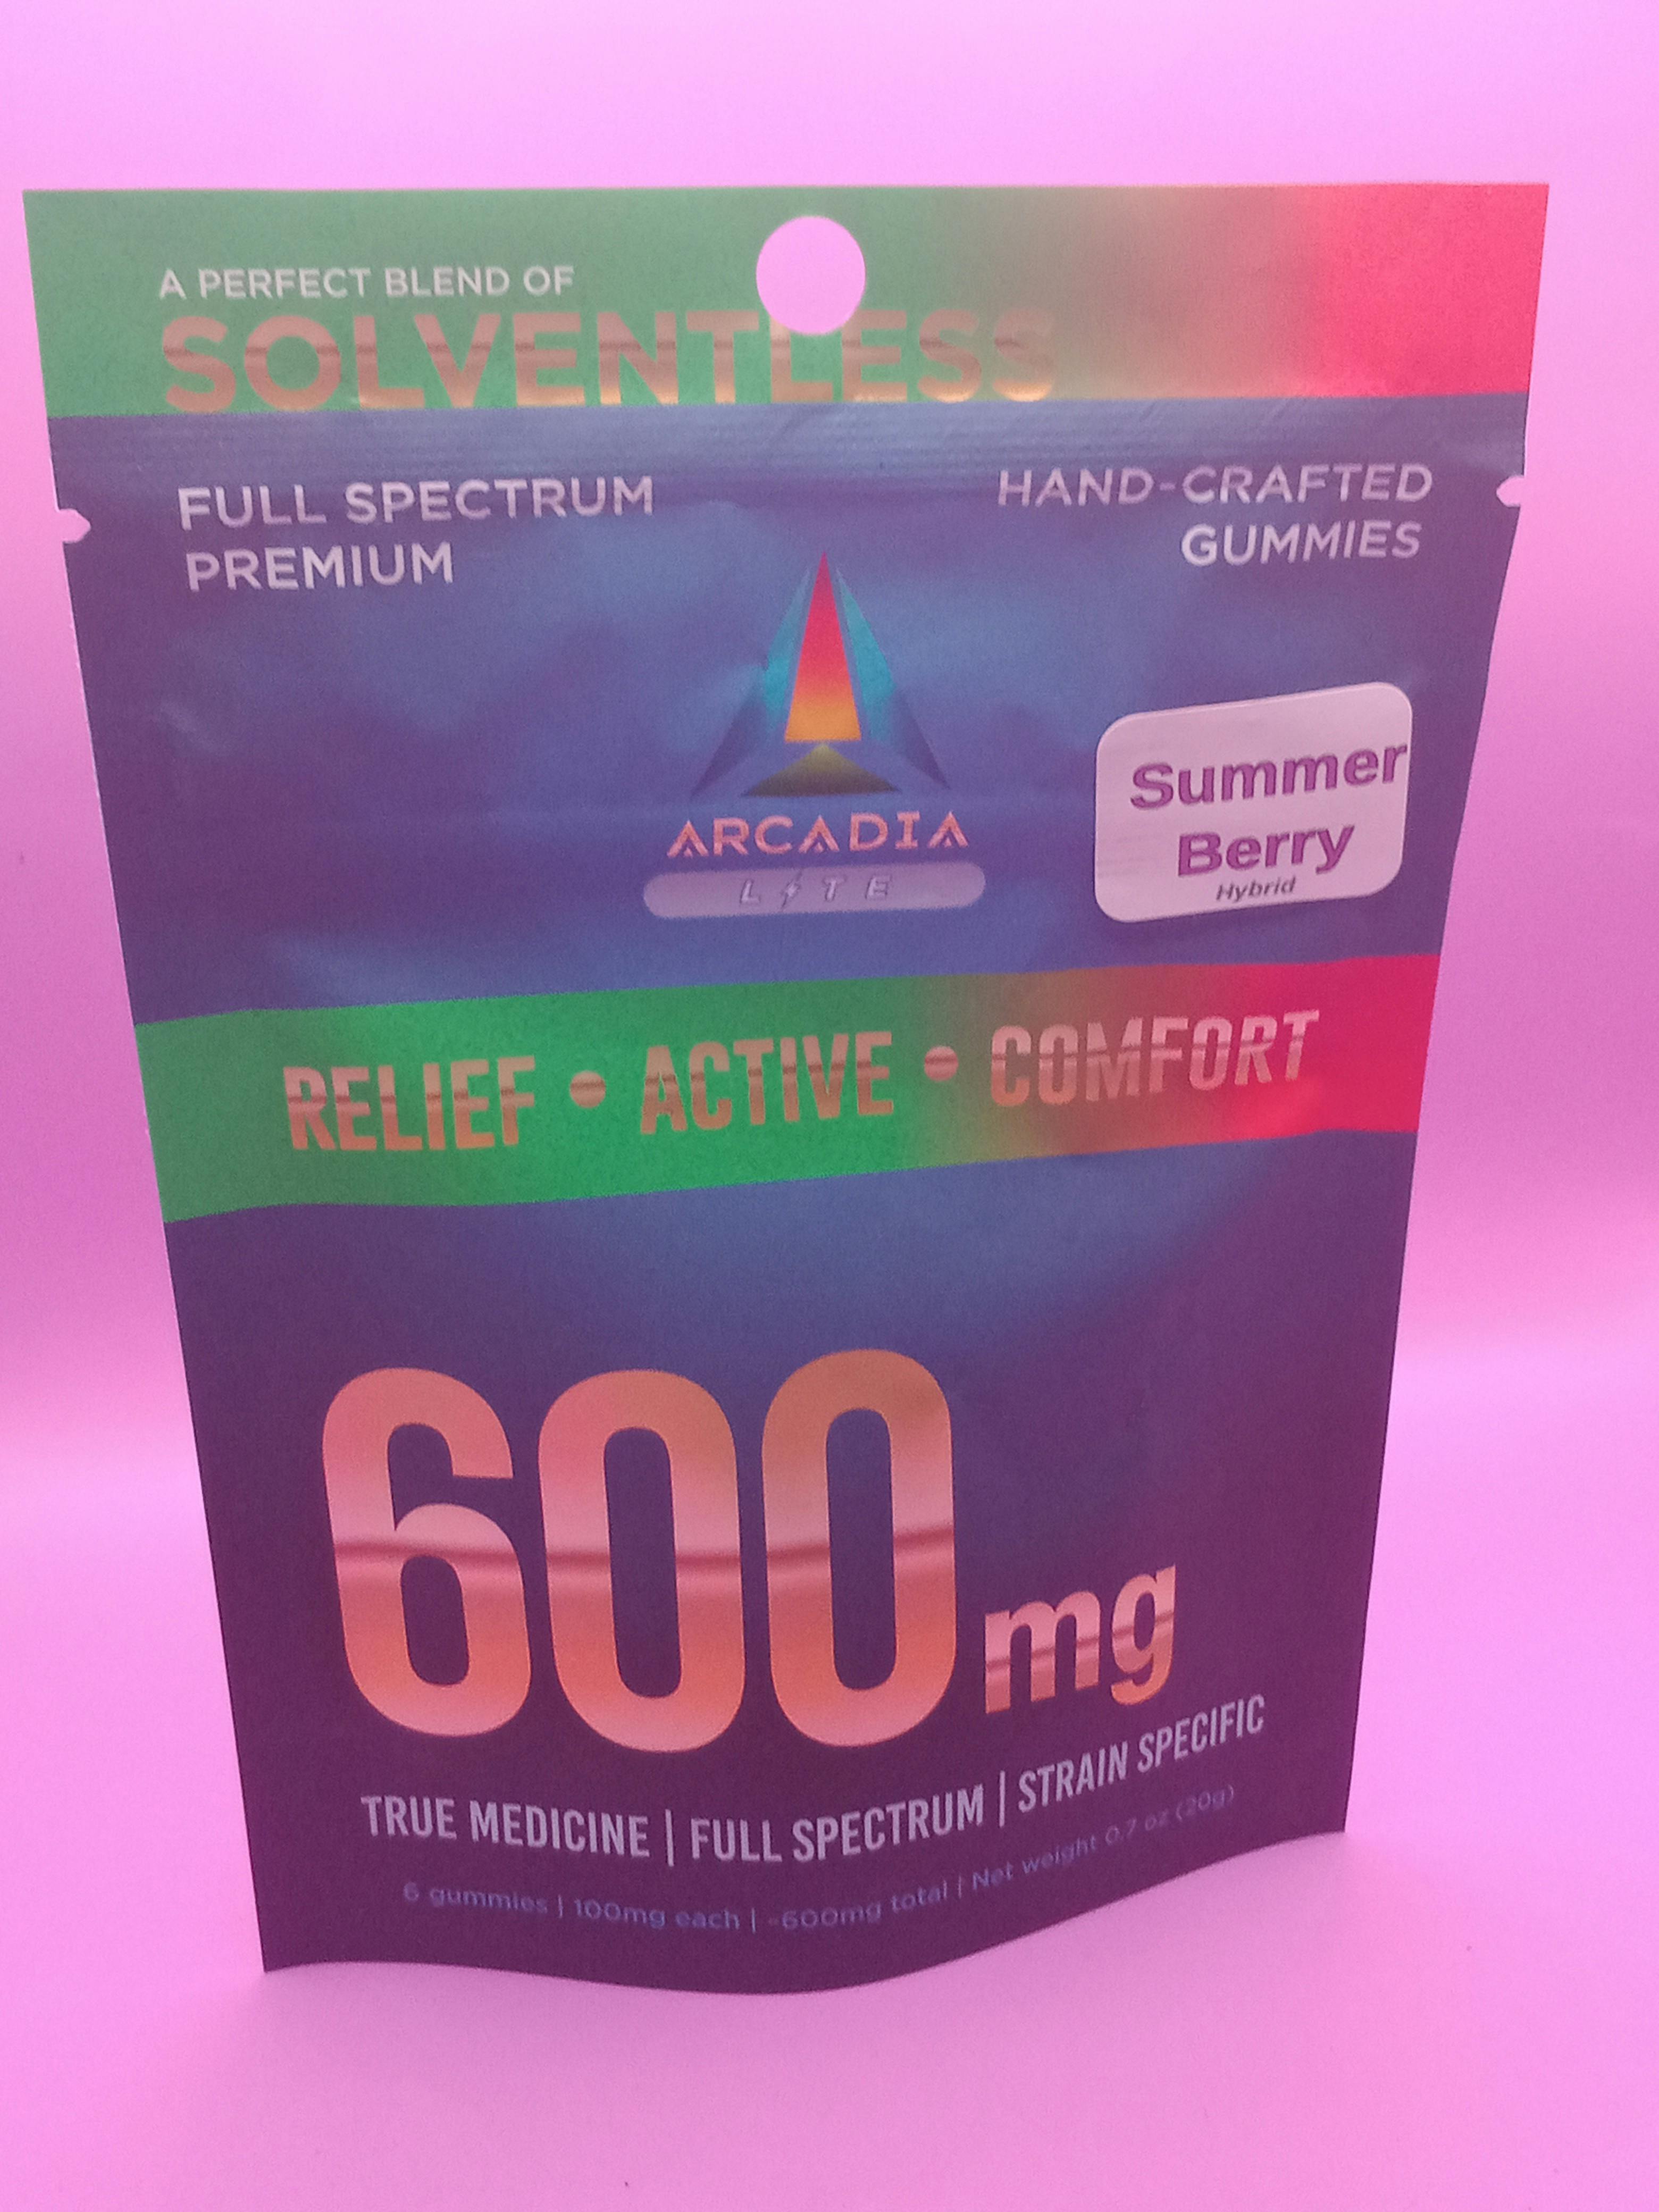 A PERFECT BLEND OF
SOLVENTLESS
FULL SPECTRUM
PREMIUM
HAND-CRAFTED
GUMMIES
ARCADIA
L⚡TE
Summer
Berry
Hybrid
RELIEF • ACTIVE • COMFORT
600mg
TRUE MEDICINE | FULL SPECTRUM | STRAIN SPECIFIC
6 gummies | 100mg each | ~600mg total | Net weight 0.7 oz (20g)